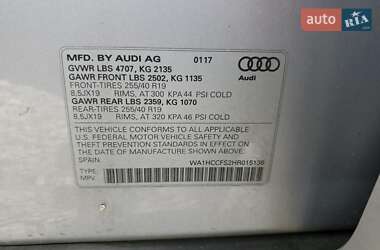 auto RIA.com
MFD. BY AUDI AG 01 17
GVWR LBS 4707, KG 2135
GAWR FRONT LBS 2502, KG 1135
FRONT-TIRES 255/40 R19
8,5JX19 RIMS, AT 300 KPA 44 PSI COLD
GAWR REAR LBS 2359, KG 1070
REAR-TIRES 255/40 R19
8,5JX19 RIMS, AT 320 KPA 46 PSI COLD
Audi
THIS VEHICLE CONFORMS TO ALL APPLICABLE
U.S. FEDERAL MOTOR VEHICLE SAFETY AND
THEFT PREVENTION STANDARDS IN EFFECT ON
THE DATE OF MANUFACTURE SHOWN ABOVE.
SPAIN: WA1HCCFS2HR015136
TYPE:
MPV